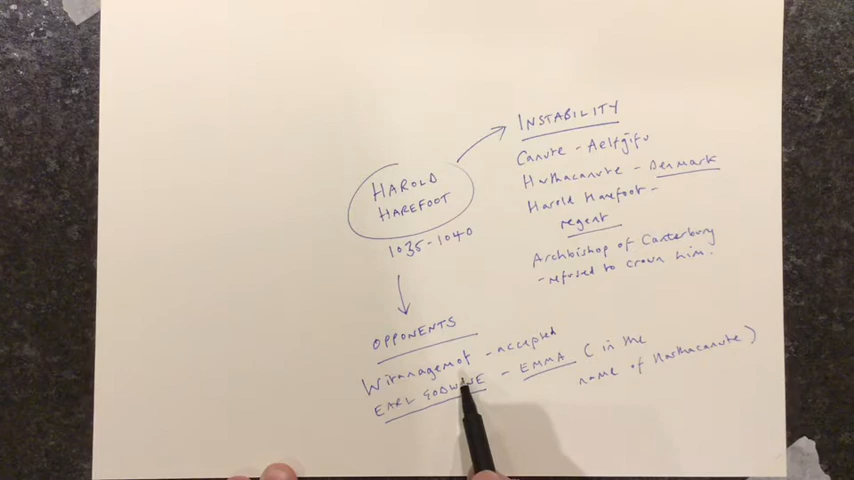 HAROLD
HAREFOOT
1035-1040
INSTABILITY
Canute - Aelfgifu
Harthacanute - Denmark
Harold Harefoot -
regent
Archbishop of Canterbury
- refused to crown him.
OPPONENTS
Witanagemot - accepted
EARL GODWINE - EMMA (in the
name of Harthacanute)